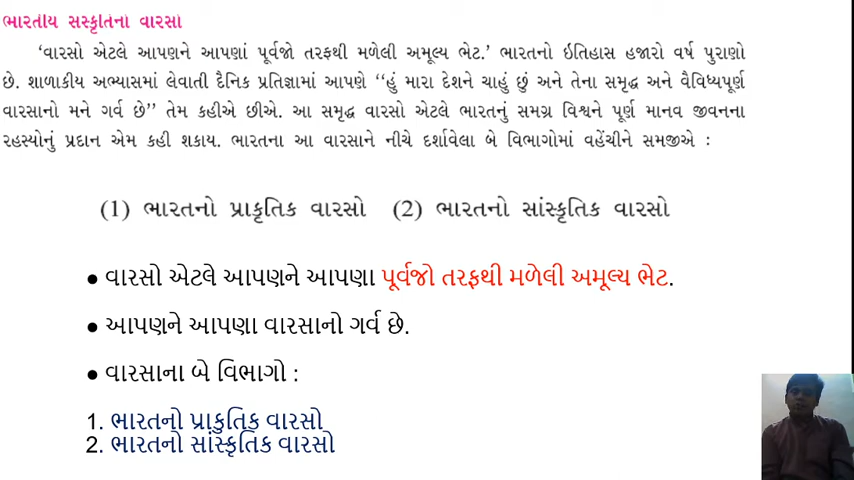 ભારતીય સંસ્કૃતિનો વારસો
'વારસો એટલે આપણને આપણાં પૂર્વજો તરફથી મળેલી અમૂલ્ય ભેટ.' ભારતનો ઇતિહાસ હજારો વર્ષ પુરાણો
છે. શાળાકીય અભ્યાસમાં લેવાતી દૈનિક પ્રતિજ્ઞામાં આપણે ''હું મારા દેશને ચાહું છું અને તેના સમૃદ્ધ અને વૈવિધ્યપૂર્ણ
વારસાનો મને ગર્વ છે'' તેમ કહીએ છીએ. આ સમૃદ્ધ વારસો એટલે ભારતનું સમગ્ર વિશ્વને પૂર્ણ માનવ જીવનના
રહસ્યોનું પ્રદાન એમ કહી શકાય. ભારતના આ વારસાને નીચે દર્શાવેલા બે વિભાગોમાં વહેંચીને સમજીએ :
(1) ભારતનો પ્રાકૃતિક વારસો (2) ભારતનો સાંસ્કૃતિક વારસો
● વારસો એટલે આપણને આપણા પૂર્વજો તરફથી મળેલી અમૂલ્ય ભેટ.
● આપણને આપણા વારસાનો ગર્વ છે.
● વારસાના બે વિભાગો :
1. ભારતનો પ્રાકુતિક વારસો
2. ભારતનો સાંસ્કૃતિક વારસો